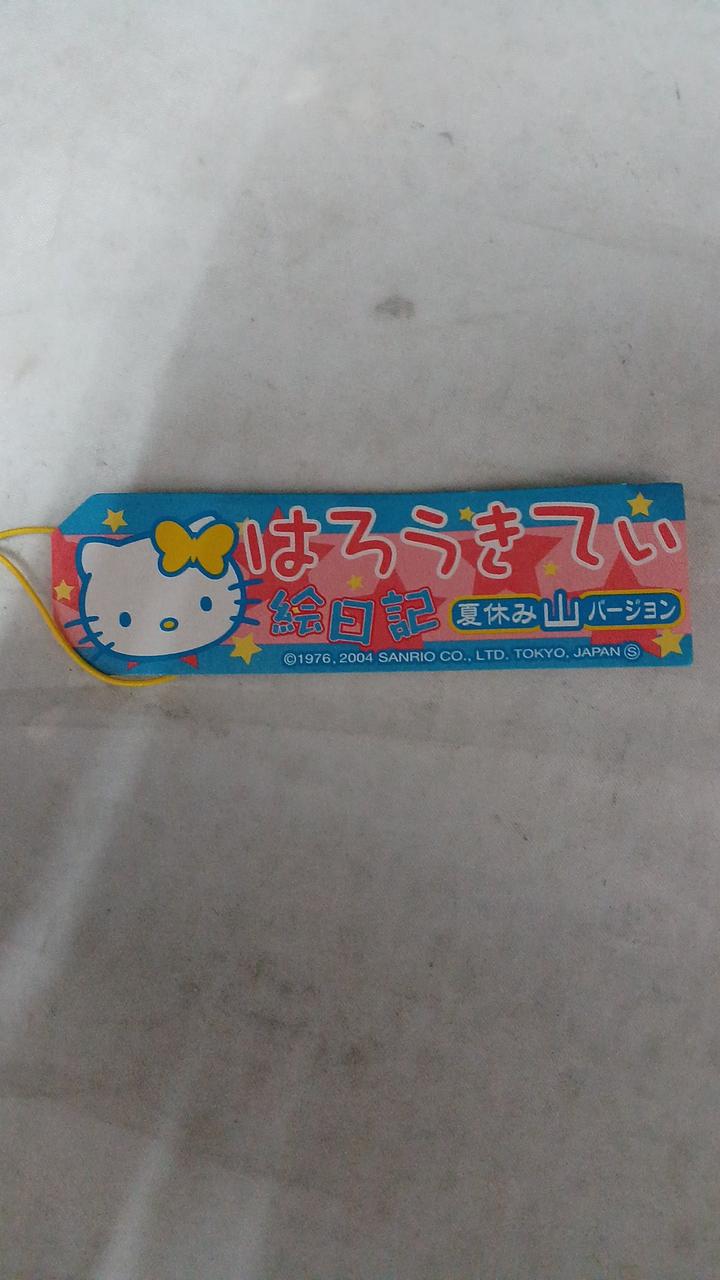 はろうきてぃ
絵日記 夏休み山バージョン
©1976, 2004 SANRIO CO., LTD. TOKYO, JAPAN Ⓢ